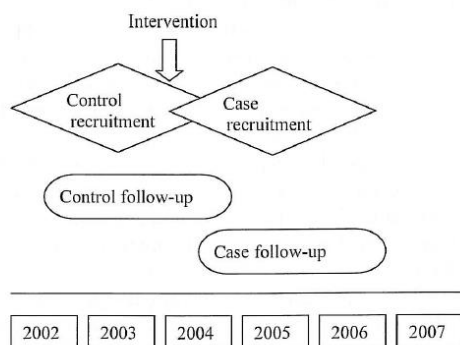 Intervention
Control
recruitment
Case
recruitment
Control follow-up
Case follow-up
2002 2003 2004 2005 2006 2007